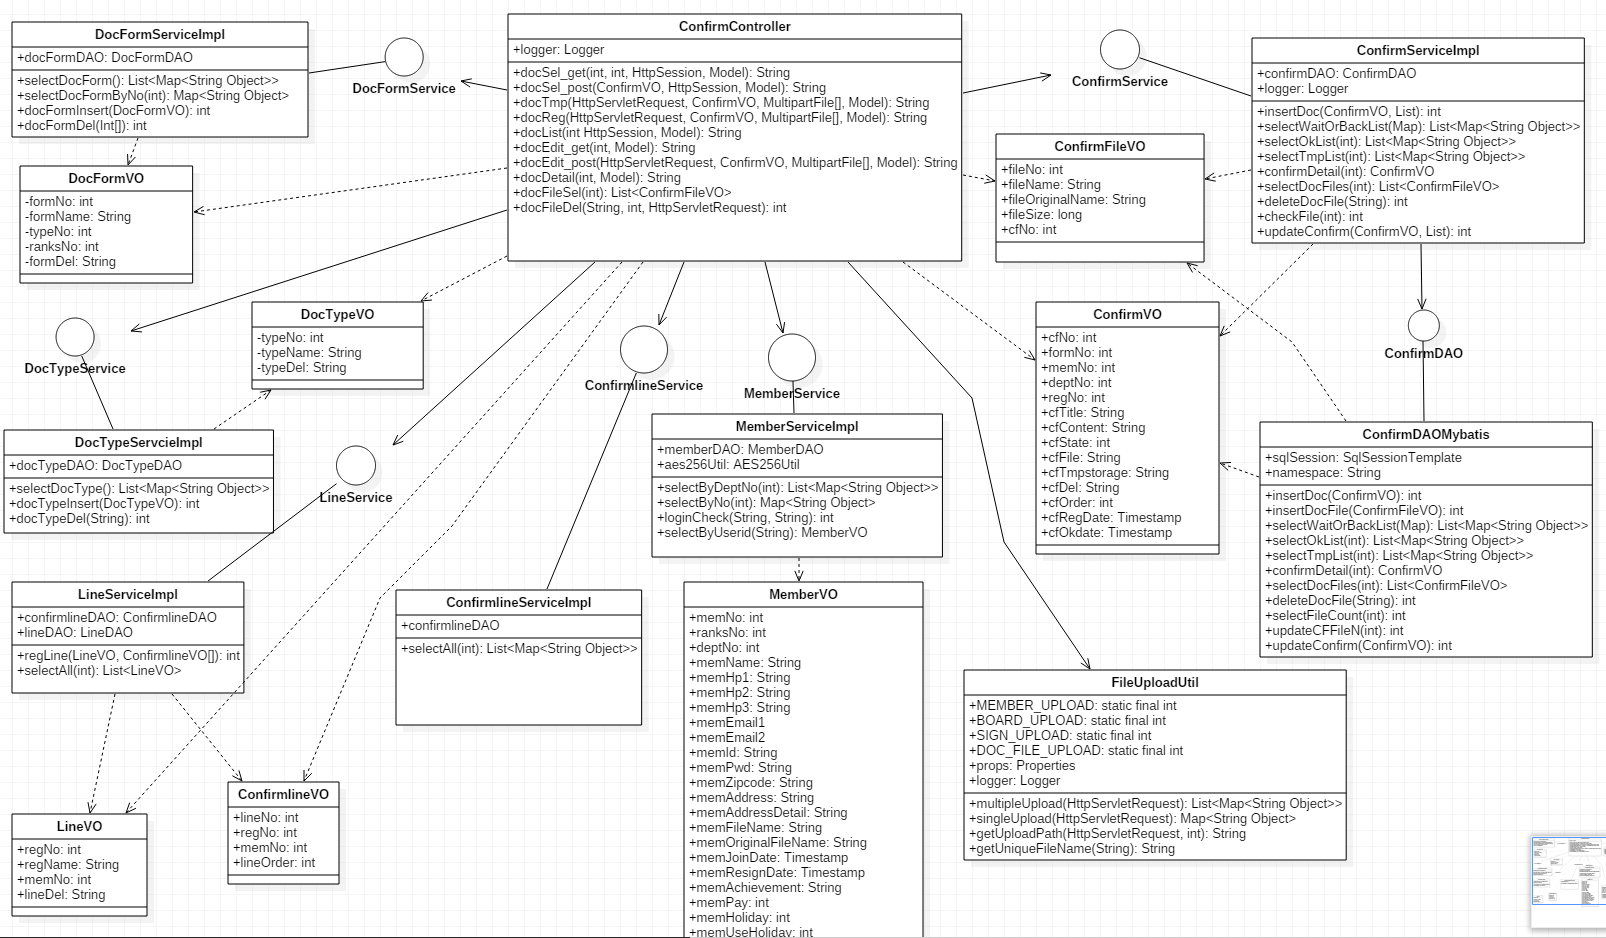 DocFormServiceImpl
+docFormDAO: DocFormDAO
+selectDocForm(): List<Map<String Object>>
+selectDocFormByNo(int): Map<String Object>
+docFormInsert(DocFormVO): int
+docFormDel(Int[]): int
DocFormService
ConfirmController
+logger: Logger
+docSel_get(int, int, HttpSession, Model): String
+docSel_post(ConfirmVO, HttpSession, Model): String
+docTmp(HttpServletRequest, ConfirmVO, MultipartFile[], Model): String
+docReg(HttpServletRequest, ConfirmVO, MultipartFile[], Model): String
+docList(int HttpSession, Model): String
+docEdit_get(int, Model): String
+docEdit_post(HttpServletRequest, ConfirmVO, MultipartFile[], Model): String
+docDetail(int, Model): String
+docFileSel(int): List<ConfirmFileVO>
+docFileDel(String, int, HttpServletRequest): int
ConfirmService
ConfirmServiceImpl
+confirmDAO: ConfirmDAO
+logger: Logger
+insertDoc(ConfirmVO, List): int
+selectWaitOrBackList(Map): List<Map<String Object>>
+selectOkList(int): List<Map<String Object>>
+selectTmpList(int): List<Map<String Object>>
+confirmDetail(int): ConfirmVO
+selectDocFiles(int): List<ConfirmFileVO>
+deleteDocFile(String): int
+checkFile(int): int
+updateConfirm(ConfirmVO, List): int
ConfirmFileVO
+fileNo: int
+fileName: String
+fileOriginalName: String
+fileSize: long
+cfNo: int
DocFormVO
-formNo: int
-formName: String
-typeNo: int
-ranksNo: int
-formDel: String
DocTypeService
DocTypeVO
-typeNo: int
-typeName: String
-typeDel: String
ConfirmlineService
MemberService
ConfirmVO
+cfNo: int
+formNo: int
+memNo: int
+deptNo: int
+regNo: int
+cfTitle: String
+cfContent: String
+cfState: int
+cfFile: String
+cfTmpstorage: String
+cfDel: String
+cfOrder: int
+cfRegDate: Timestamp
+cfOkdate: Timestamp
ConfirmDAO
DocTypeServcieImpl
+docTypeDAO: DocTypeDAO
+selectDocType(): List<Map<String Object>>
+docTypeInsert(DocTypeVO): int
+docTypeDel(String): int
LineService
MemberServiceImpl
+memberDAO: MemberDAO
+aes256Util: AES256Util
+selectByDeptNo(int): List<Map<String Object>>
+selectByNo(int): Map<String Object>
+loginCheck(String, String): int
+selectByUserid(String): MemberVO
ConfirmDAOMybatis
+sqlSession: SqlSessionTemplate
+namespace: String
+insertDoc(ConfirmVO): int
+insertDocFile(ConfirmFileVO): int
+selectWaitOrBackList(Map): List<Map<String Object>>
+selectOkList(int): List<Map<String Object>>
+selectTmpList(int): List<Map<String Object>>
+confirmDetail(int): ConfirmVO
+selectDocFiles(int): List<ConfirmFileVO>
+deleteDocFile(String): int
+selectFileCount(int): int
+updateCFFileN(int): int
+updateConfirm(ConfirmVO): int
LineServiceImpl
+confirmlineDAO: ConfirmlineDAO
+lineDAO: LineDAO
+regLine(LineVO, ConfirmlineVO[]): int
+selectAll(int): List<LineVO>
ConfirmlineServiceImpl
+confirmlineDAO
+selectAll(int): List<Map<String Object>>
MemberVO
+memNo: int
+ranksNo: int
+deptNo: int
+memName: String
+memHp1: String
+memHp2: String
+memHp3: String
+memEmail1
+memEmail2
+memId: String
+memPwd: String
+memZipcode: String
+memAddress: String
+memAddressDetail: String
+memFileName: String
+memOriginalFileName: String
+memJoinDate: Timestamp
+memResignDate: Timestamp
+memAchievement: String
+memPay: int
+memHoliday: int
+memUseHoliday: int
FileUploadUtil
+MEMBER_UPLOAD: static final int
+BOARD_UPLOAD: static final int
+SIGN_UPLOAD: static final int
+DOC_FILE_UPLOAD: static final int
+props: Properties
+logger: Logger
+multipleUpload(HttpServletRequest): List<Map<String Object>>
+singleUpload(HttpServletRequest): Map<String Object>
+getUploadPath(HttpServletRequest, int): String
+getUniqueFileName(String): String
LineVO
+regNo: int
+regName: String
+memNo: int
+lineDel: String
ConfirmlineVO
+lineNo: int
+regNo: int
+memNo: int
+lineOrder: int